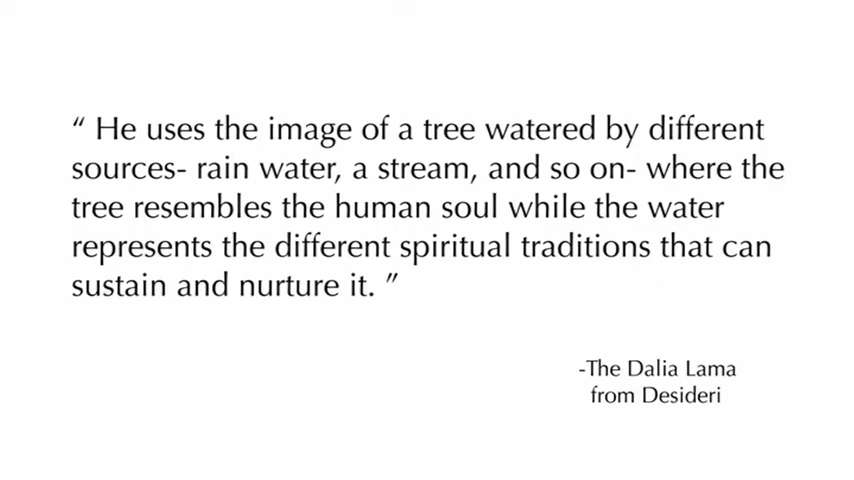 “ He uses the image of a tree watered by different
sources- rain water, a stream, and so on- where the
tree resembles the human soul while the water
represents the different spiritual traditions that can
sustain and nurture it. ”
-The Dalia Lama
from Desideri